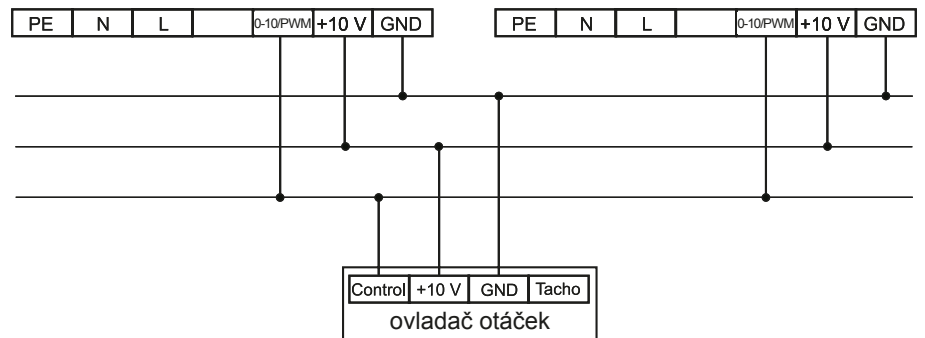 PE N L 0-10/PWM +10 V GND PE N L 0-10/PWM +10 V GND
Control +10 V GND Tacho
ovladač otáček